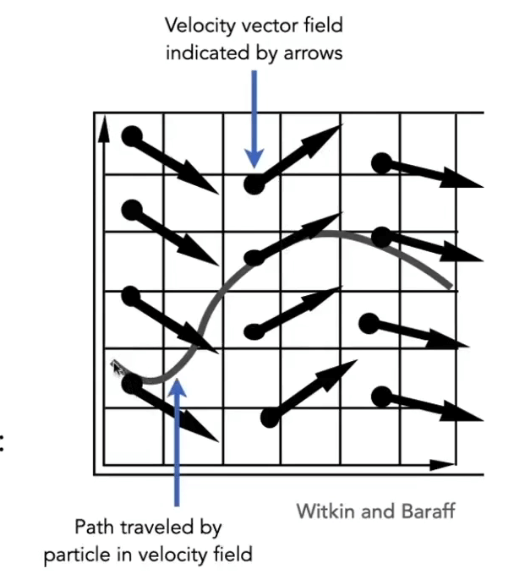 Velocity vector field
indicated by arrows
:
Witkin and Baraff
Path traveled by
particle in velocity field